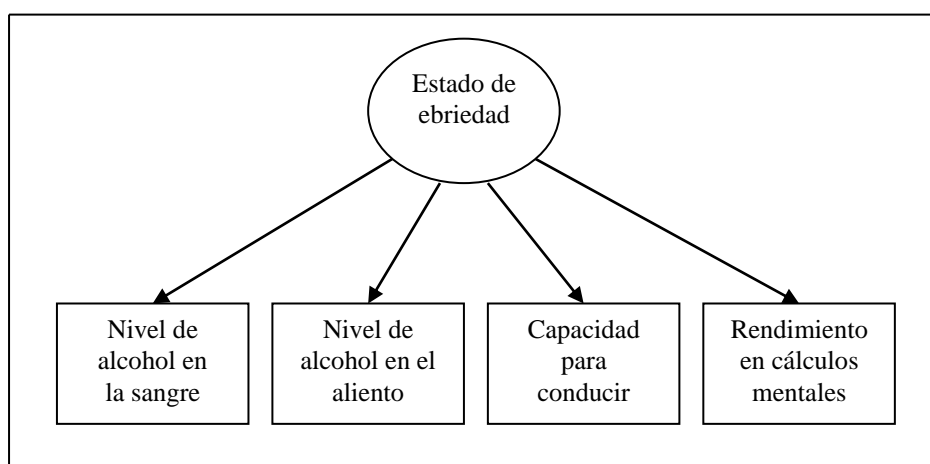 Estado de
ebriedad
Nivel de
alcohol en
la sangre
Nivel de
alcohol en el
aliento
Capacidad
para
conducir
Rendimiento
en cálculos
mentales